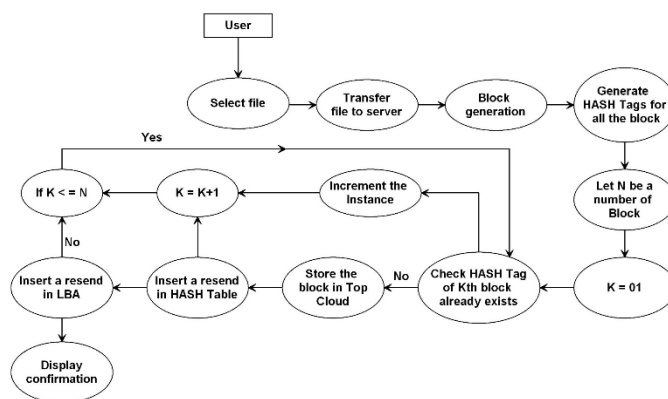 User
Select file
Transfer
file to server
Block
generation
Generate
HASH Tags for
all the block
Yes
If K < = N
K = K+1
Increment the
Instance
Let N be a
number of
Block
No
Insert a resend
in LBA
Insert a resend
in HASH Table
Store the
block in Top
Cloud
No
Check HASH Tag
of Kth block
already exists
K = 01
Display
confirmation